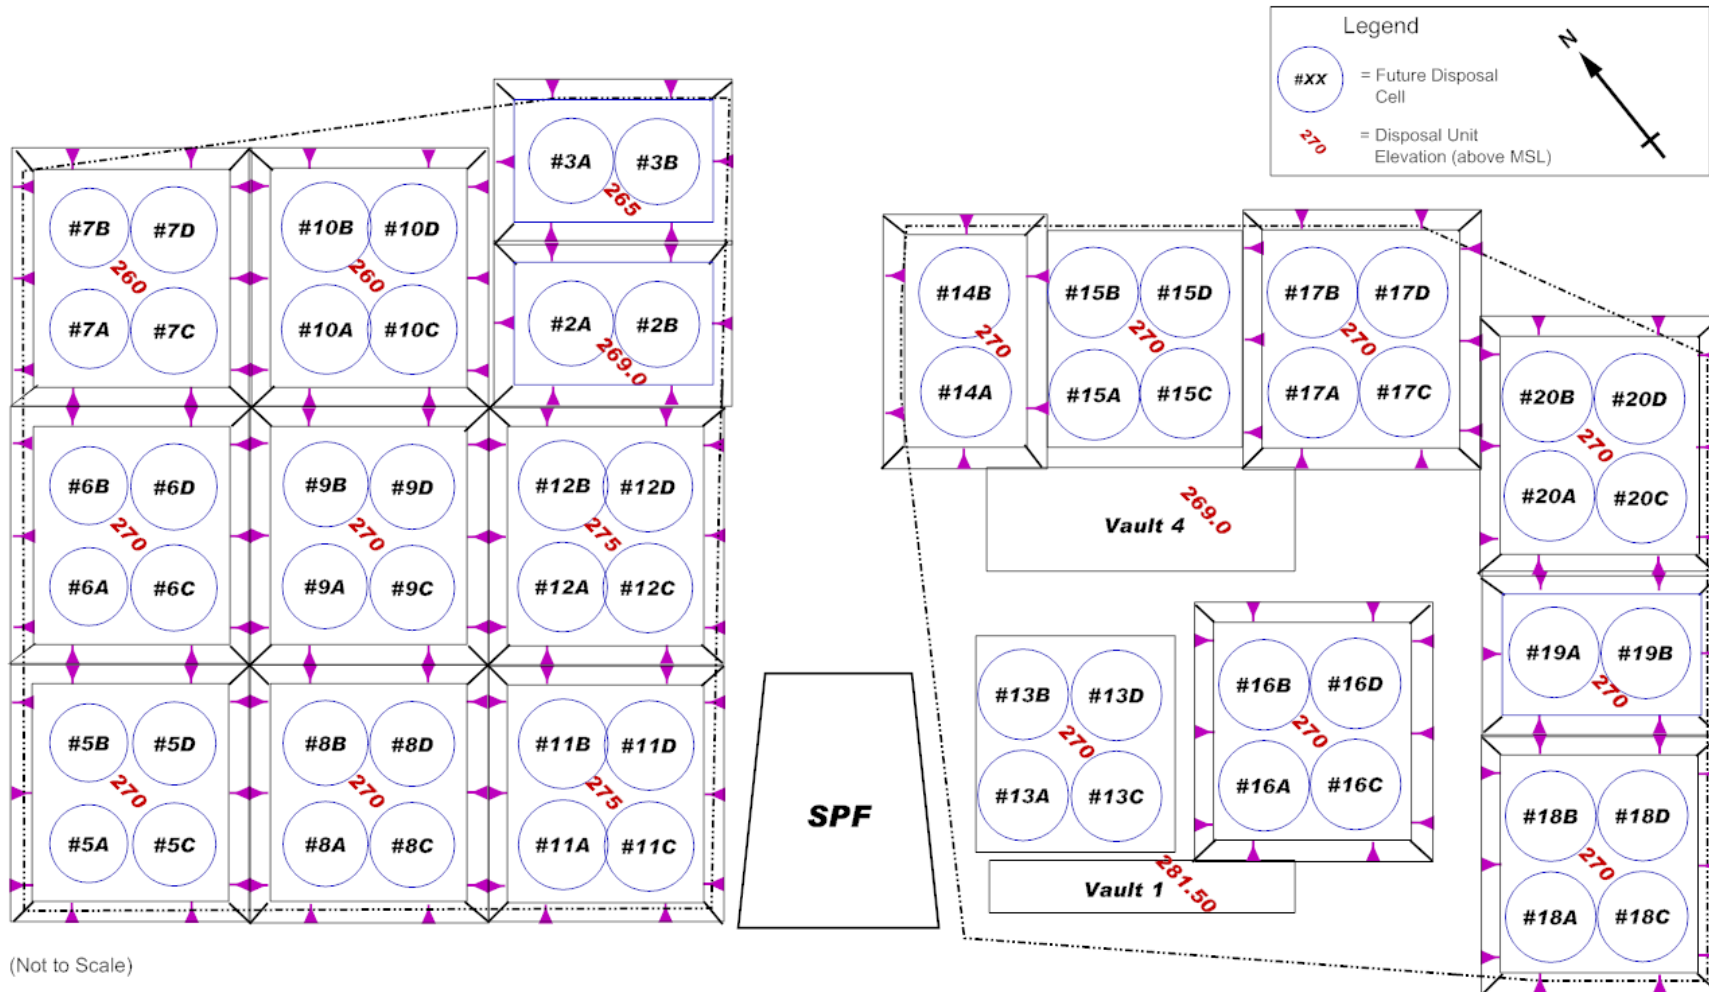 Legend
N
#XX
= Future Disposal
Cell
270
= Disposal Unit
Elevation (above MSL)
#3A #3B
265
#2A #2B
269.0
#7B #7D
260
#7A #7C
#10B #10D
260
#10A #10C
#6B #6D
270
#6A #6C
#9B #9D
270
#9A #9C
#12B #12D
275
#12A #12C
#5B #5D
270
#5A #5C
#8B #8D
270
#8A #8C
#11B #11D
275
#11A #11C
SPF
#14B
270
#14A
#15B #15D
270
#15A #15C
#17B #17D
270
#17A #17C
Vault 4
269.0
#20B #20D
270
#20A #20C
#13B #13D
270
#13A #13C
#16B #16D
270
#16A #16C
#19A #19B
270
Vault 1
281.50
#18B #18D
270
#18A #18C
(Not to Scale)